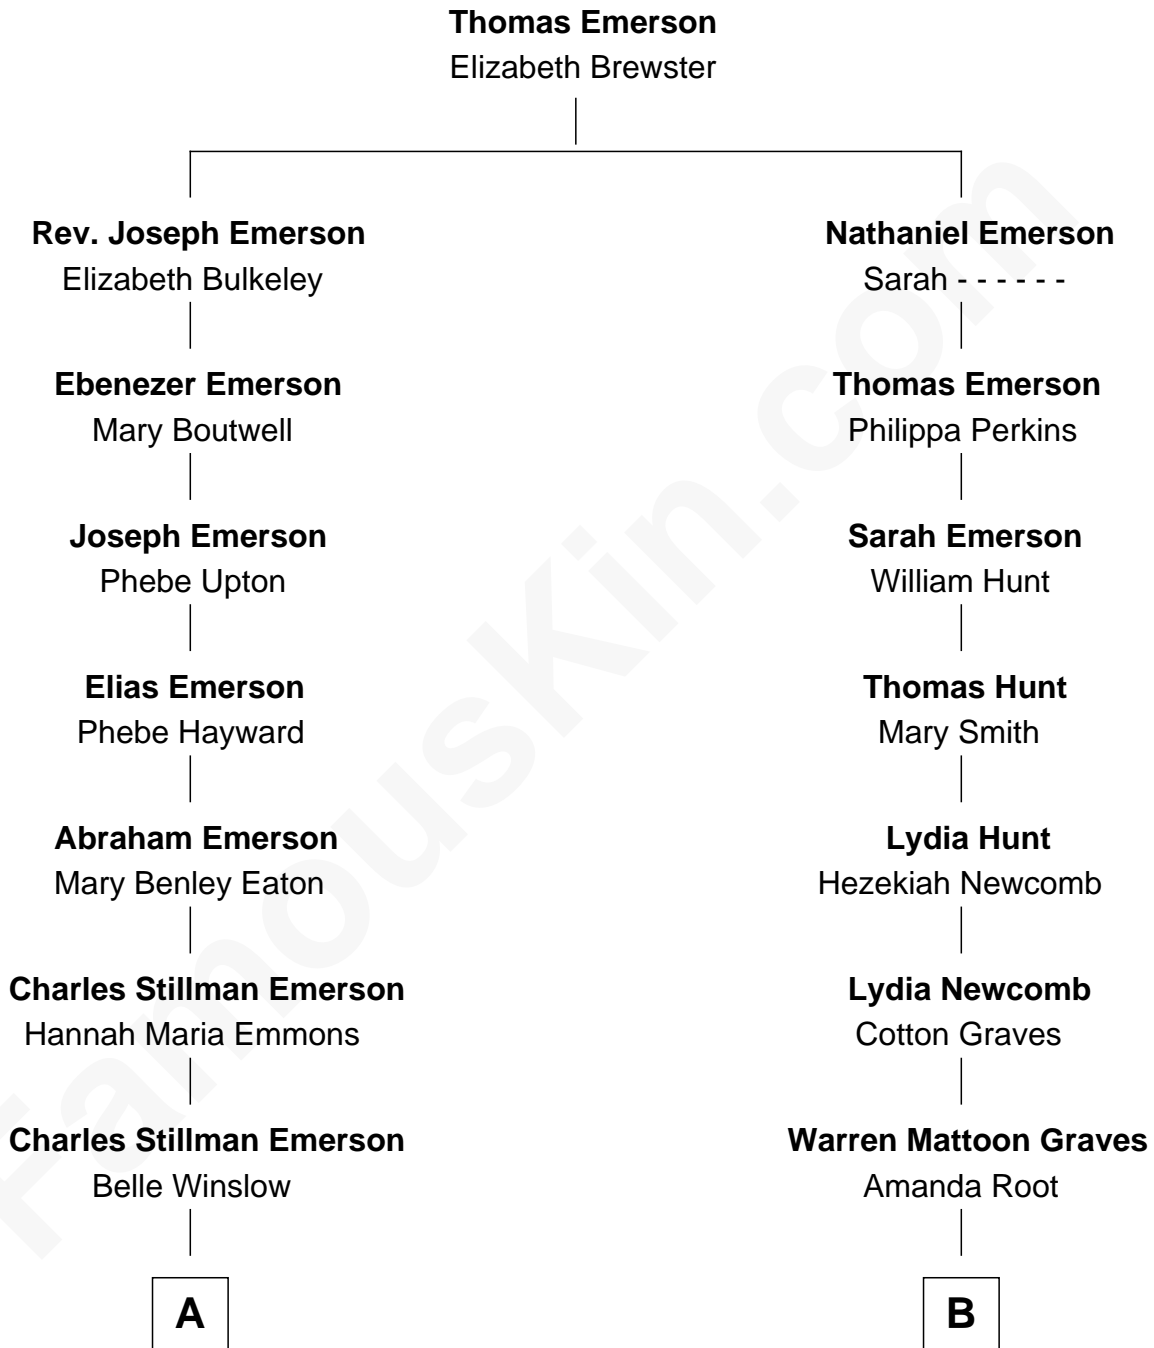 Thomas Emerson
Elizabeth Brewster
Rev. Joseph Emerson
Elizabeth Bulkeley
Nathaniel Emerson
Sarah - - - - - -
Ebenezer Emerson
Mary Boutwell
Thomas Emerson
Philippa Perkins
Joseph Emerson
Phebe Upton
Sarah Emerson
William Hunt
Elias Emerson
Phebe Hayward
Thomas Hunt
Mary Smith
Abraham Emerson
Mary Benley Eaton
Lydia Hunt
Hezekiah Newcomb
Charles Stillman Emerson
Hannah Maria Emmons
Lydia Newcomb
Cotton Graves
Charles Stillman Emerson
Belle Winslow
Warren Mattoon Graves
Amanda Root
A
B
FamousKin.com